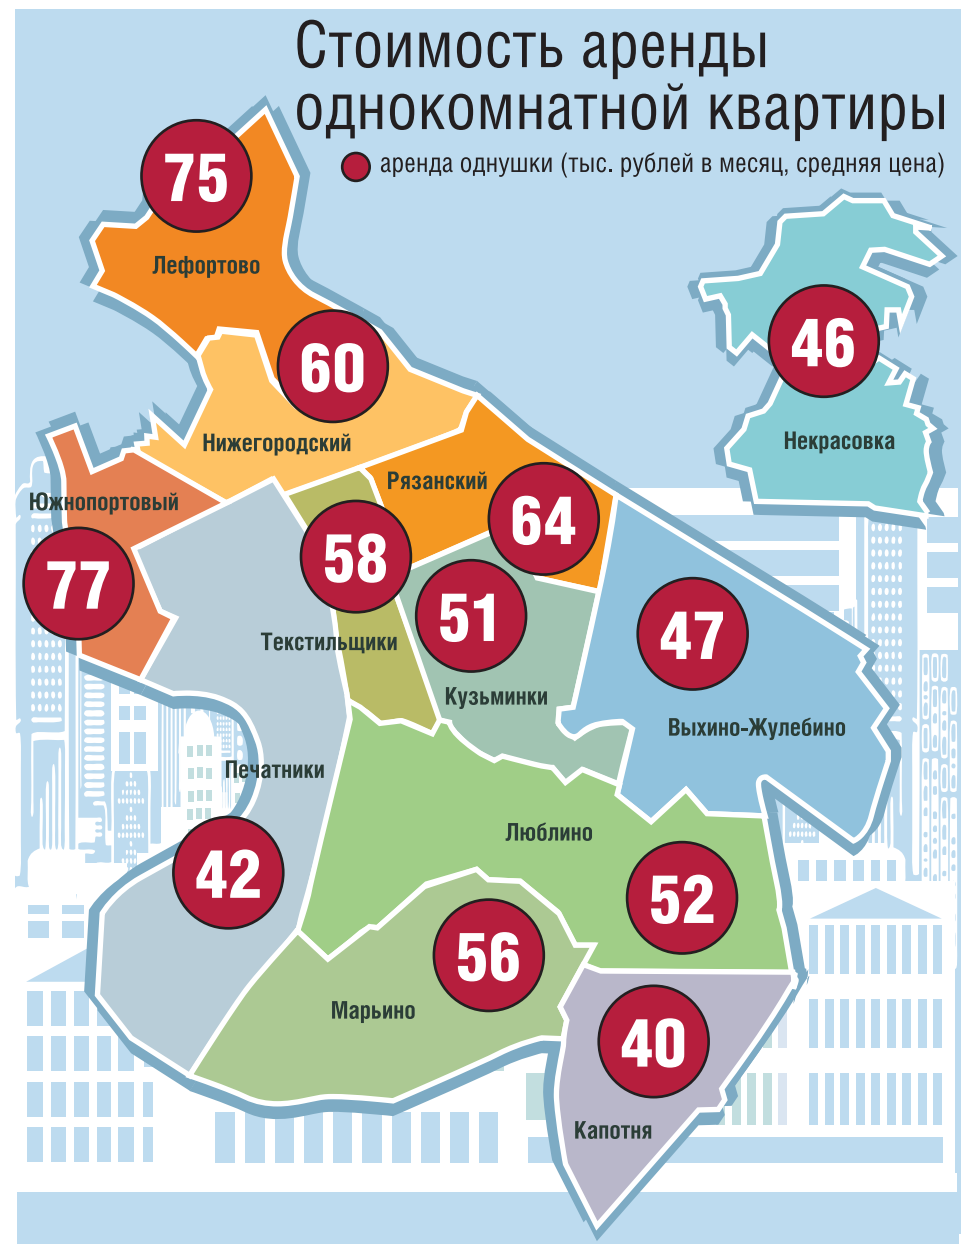 Стоимость аренды
однокомнатной квартиры
аренда однушки (тыс. рублей в месяц, средняя цена)
75
Лефортово
60
Нижегородский
46
Некрасовка
Рязанский
64
Южнопортовый
77
58
Текстильщики
51
Кузьминки
47
Выхино-Жулебино
Печатники
42
Люблино
52
56
Марьино
40
Капотня